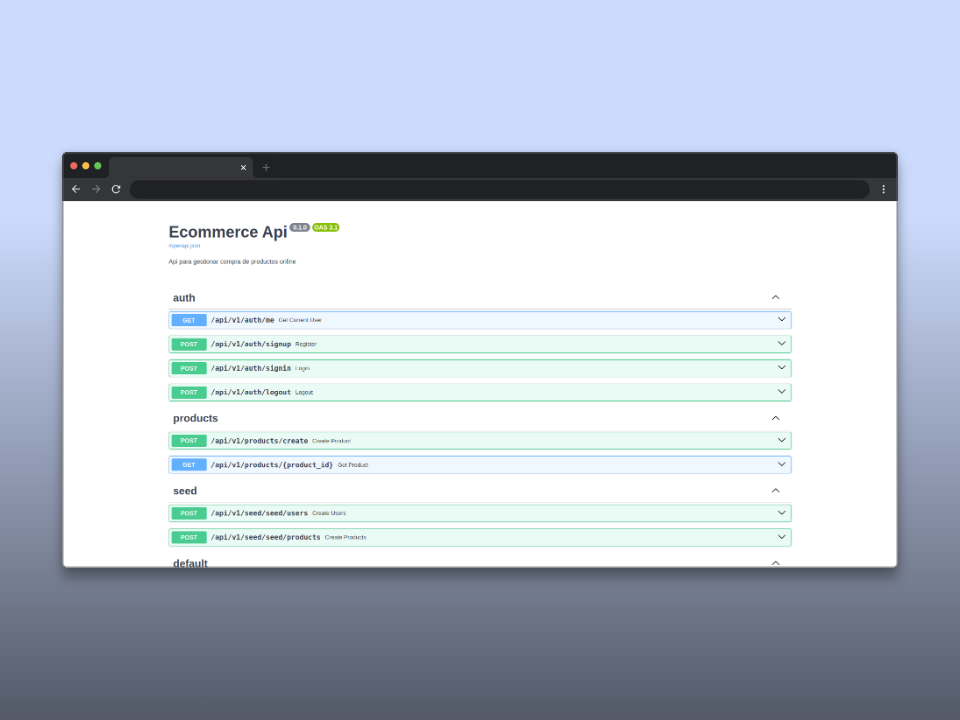 Ecommerce Api 0.1.0 OAS 3.1
/openapi.json
Api para gestionar compra de productos online
auth
GET /api/v1/auth/me Get Current User
POST /api/v1/auth/signup Register
POST /api/v1/auth/signin Login
POST /api/v1/auth/logout Logout
products
POST /api/v1/products/create Create Product
GET /api/v1/products/{product_id} Get Product
seed
POST /api/v1/seed/seed/users Create Users
POST /api/v1/seed/seed/products Create Products
default